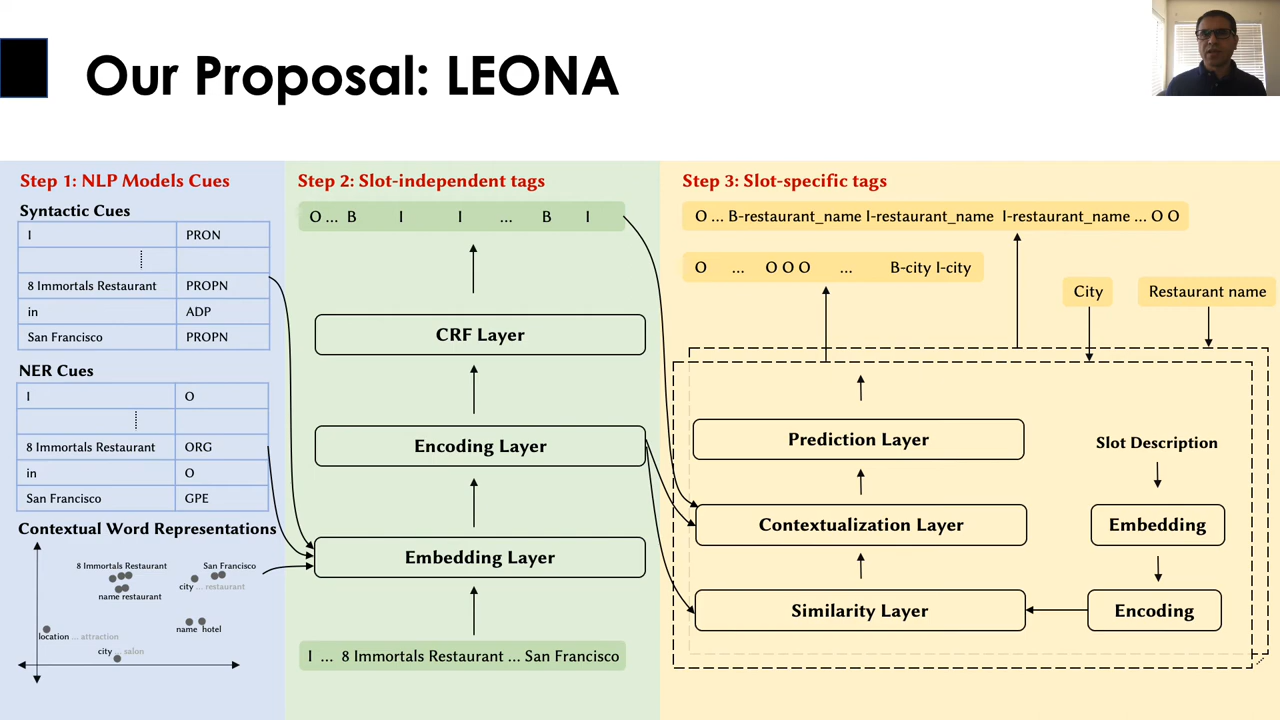 Our Proposal: LEONA
Step 1: NLP Models Cues
Syntactic Cues
I PRON
8 Immortals Restaurant PROPN
in ADP
San Francisco PROPN
NER Cues
I O
8 Immortals Restaurant ORG
in O
San Francisco GPE
Contextual Word Representations
8 Immortals Restaurant
name restaurant
San Francisco
city ... restaurant
location ... attraction
name hotel
city ... salon
Step 2: Slot-independent tags
O ... B I I ... B I
CRF Layer
Encoding Layer
Embedding Layer
I ... 8 Immortals Restaurant ... San Francisco
Step 3: Slot-specific tags
O ... B-restaurant_name I-restaurant_name I-restaurant_name ... O O
O ... O O O ... B-city I-city
City
Restaurant name
Prediction Layer
Contextualization Layer
Similarity Layer
Slot Description
Embedding
Encoding